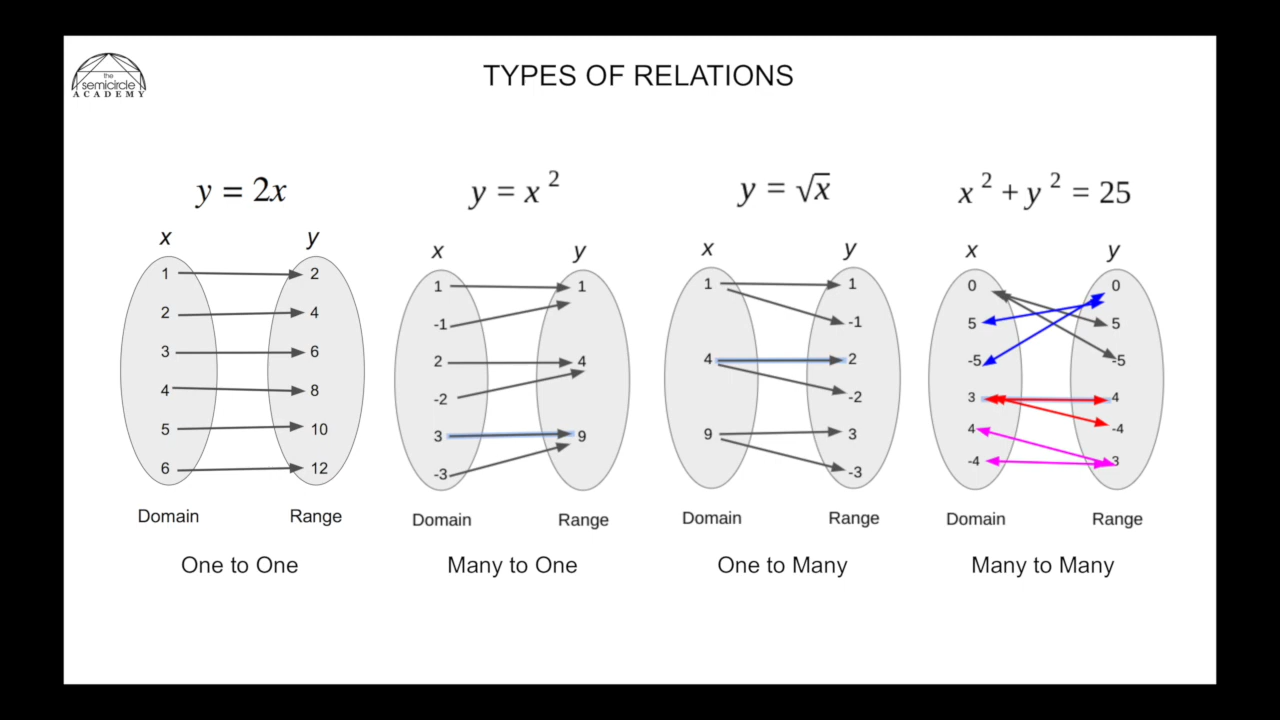 the
semicircle
ACADEMY
TYPES OF RELATIONS
y = 2x
x y
1 2
2 4
3 6
4 8
5 10
6 12
Domain Range
One to One
y = x²
x y
1 1
-1
2 4
-2
3 9
-3
Domain Range
Many to One
y = √x
x y
1 1
-1
4 2
-2
9 3
-3
Domain Range
One to Many
x² + y² = 25
x y
0 0
5 5
-5 -5
3 4
4 -4
-4 3
Domain Range
Many to Many